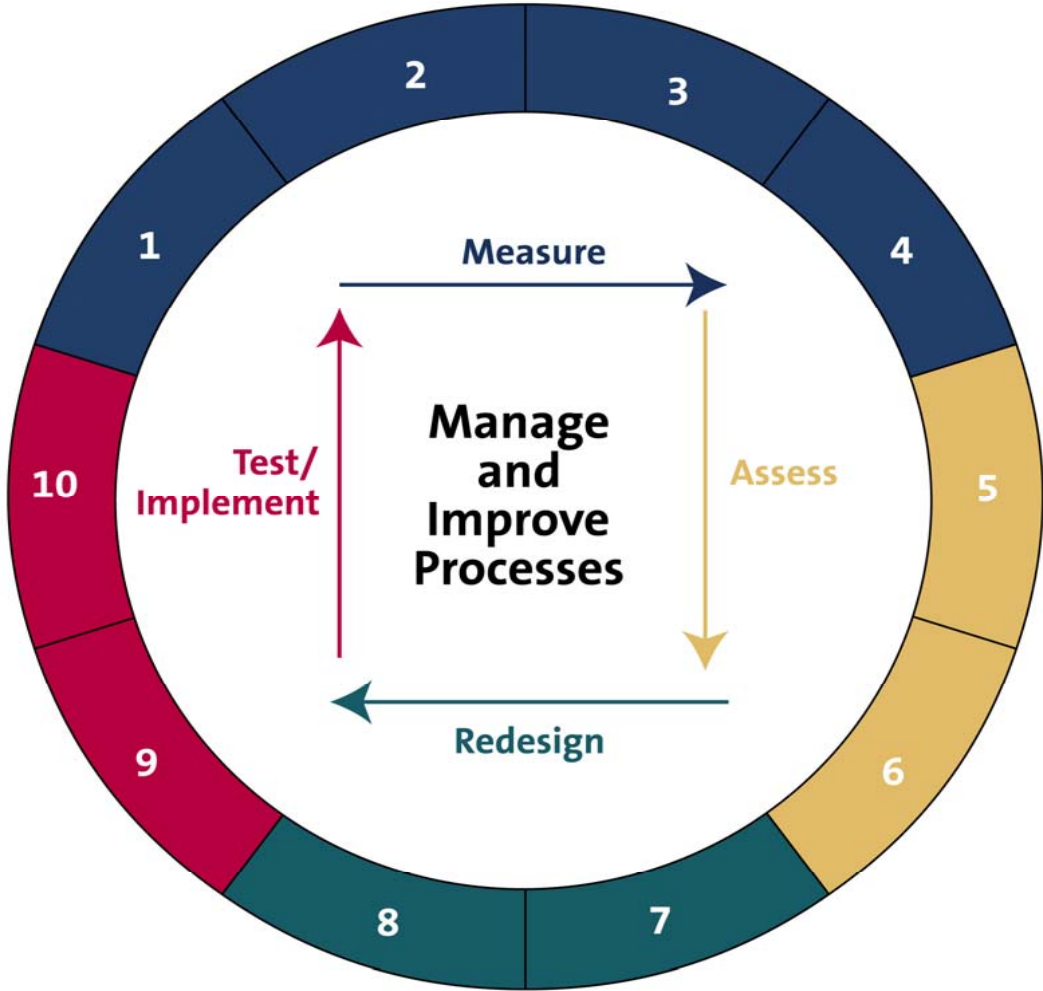 2
3
1
4
Measure
Manage
and
Improve
Processes
Test/
Implement
Assess
10
5
Redesign
9
6
8
7